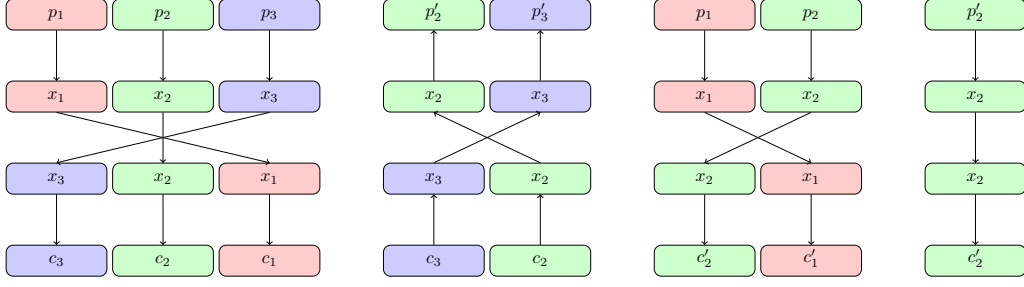 p₁ p₂ p₃ p′₂ p′₃ p₁ p₂ p′₂
x₁ x₂ x₃ x₂ x₃ x₁ x₂ x₂
x₃ x₂ x₁ x₃ x₂ x₂ x₁ x₂
c₃ c₂ c₁ c₃ c₂ c′₂ c′₁ c′₂